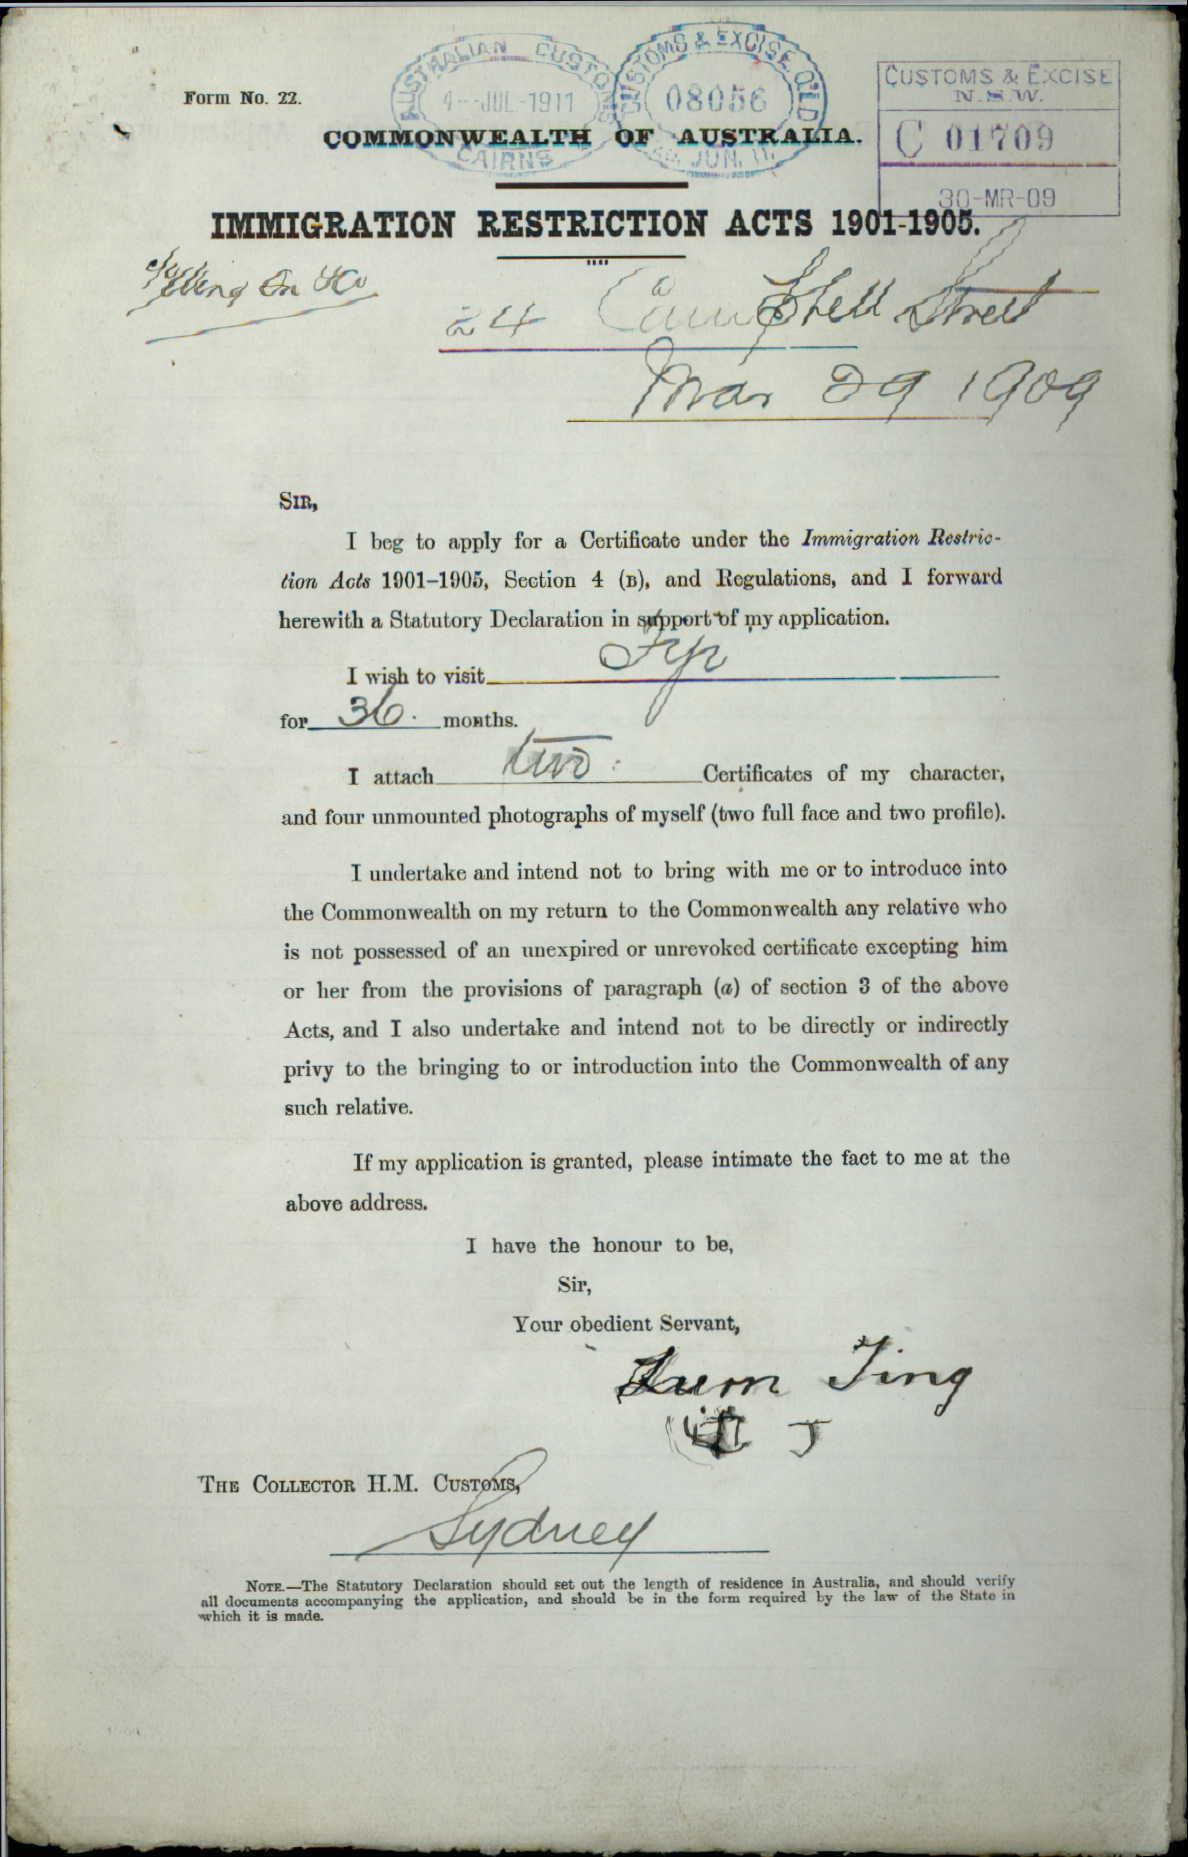 AUSTRALIAN CUSTOMS
4--JUL-1911
CAIRNS
CUSTOMS & EXCISE QLD
08056
JUN. 11
CUSTOMS & EXCISE
N.S.W.
C 01709
30-MR-09
Form No. 22.
COMMONWEALTH OF AUSTRALIA.
IMMIGRATION RESTRICTION ACTS 1901-1905.
On
24 Campbell Street
Mar 29 1909
SIR,
I beg to apply for a Certificate under the Immigration Restric-
tion Acts 1901-1905, Section 4 (B), and Regulations, and I forward
herewith a Statutory Declaration in support of my application.
I wish to visit
for 36. months.
I attach two Certificates of my character,
and four unmounted photographs of myself (two full face and two profile).
I undertake and intend not to bring with me or to introduce into
the Commonwealth on my return to the Commonwealth any relative who
is not possessed of an unexpired or unrevoked certificate excepting him
or her from the provisions of paragraph (a) of section 3 of the above
Acts, and I also undertake and intend not to be directly or indirectly
privy to the bringing to or introduction into the Commonwealth of any
such relative.
If my application is granted, please intimate the fact to me at the
above address.
I have the honour to be,
Sir,
Your obedient Servant,
Lum Jing
THE COLLECTOR H.M. CUSTOMS,
Sydney
NOTE.—The Statutory Declaration should set out the length of residence in Australia, and should verify
all documents accompanying the application, and should be in the form required by the law of the State in
which it is made.